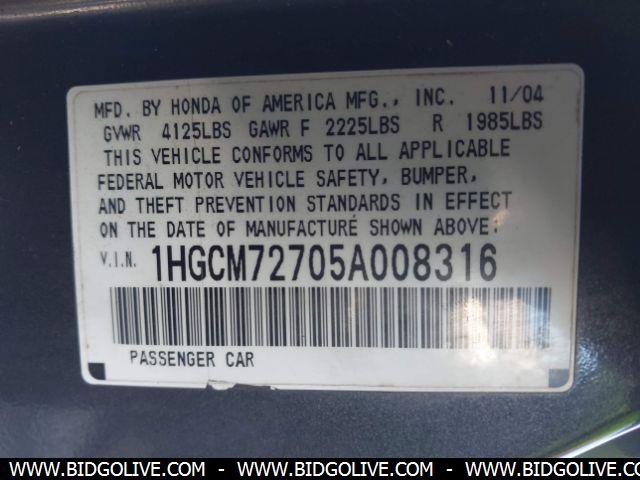 MFD. BY HONDA OF AMERICA MFG., INC. 11/04
GVWR 4125LBS GAWR F 2225LBS R 1985LBS
THIS VEHICLE CONFORMS TO ALL APPLICABLE
FEDERAL MOTOR VEHICLE SAFETY, BUMPER,
AND THEFT PREVENTION STANDARDS IN EFFECT
ON THE DATE OF MANUFACTURE SHOWN ABOVE.
V.I.N. 1HGCM72705A008316
PASSENGER CAR
WWW.BIDGOLIVE.COM - WWW.BIDGOLIVE.COM - WWW.BIDGOLIVE.COM